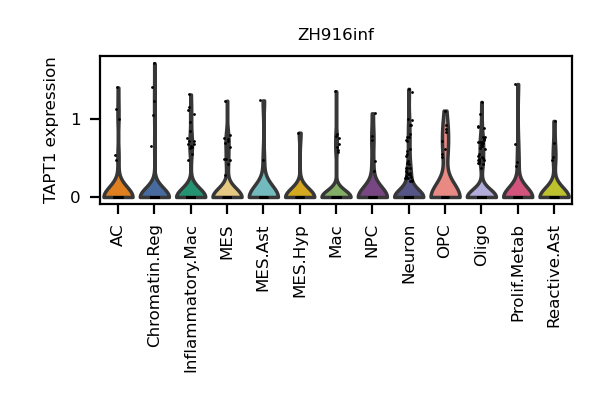 ZH916inf
TAPT1 expression
1
0
AC
Chromatin.Reg
Inflammatory.Mac
MES
MES.Ast
MES.Hyp
Mac
NPC
Neuron
OPC
Oligo
Prolif.Metab
Reactive.Ast